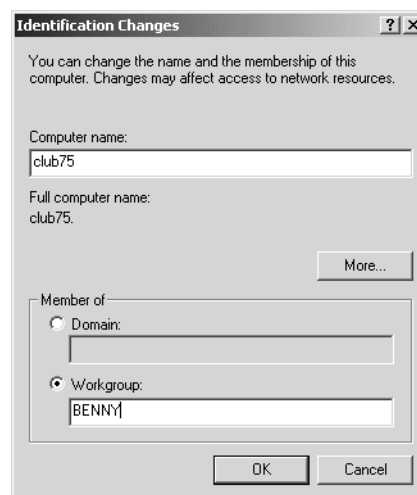 Identification Changes
You can change the name and the membership of this
computer. Changes may affect access to network resources.
Computer name:
club75
Full computer name:
club75.
More...
Member of
Domain:
Workgroup:
BENNY
OK
Cancel